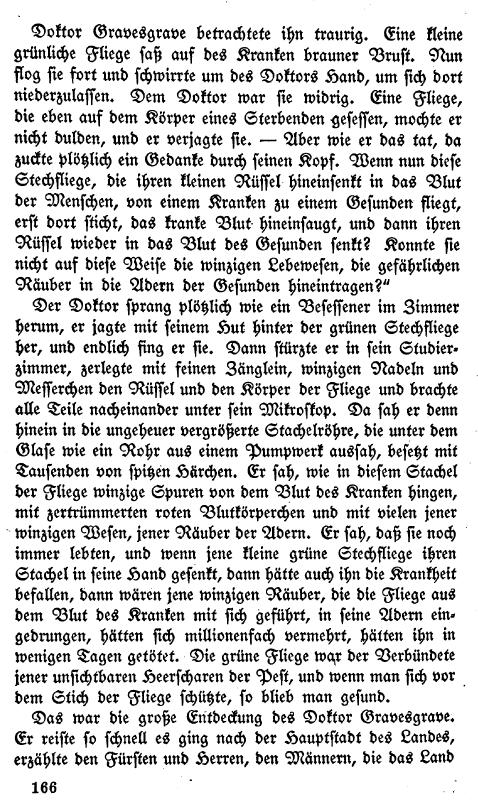 Doktor Gravesgrave betrachtete ihn traurig. Eine kleine
grünliche Fliege saß auf des Kranken brauner Brust. Nun
flog sie fort und schwirrte um des Doktors Hand, um sich dort
niederzulassen. Dem Doktor war sie widrig. Eine Fliege,
die eben auf dem Körper eines Sterbenden gesessen, mochte er
nicht dulden, und er verjagte sie. — Aber wie er das tat, da
zuckte plötzlich ein Gedanke durch seinen Kopf. Wenn nun diese
Stechfliege, die ihren kleinen Rüssel hineinsenkt in das Blut
der Menschen, von einem Kranken zu einem Gesunden fliegt,
erst dort sticht, das kranke Blut hineinsaugt, und dann ihren
Rüssel wieder in das Blut des Gesunden senkt? Konnte sie
nicht auf diese Weise die winzigen Lebewesen, die gefährlichen
Räuber in die Adern der Gesunden hineintragen?“
Der Doktor sprang plötzlich wie ein Besessener im Zimmer
herum, er jagte mit seinem Hut hinter der grünen Stechfliege
her, und endlich fing er sie. Dann stürzte er in sein Studier-
zimmer, zerlegte mit feinen Zänglein, winzigen Nadeln und
Messerchen den Rüssel und den Körper der Fliege und brachte
alle Teile nacheinander unter sein Mikroskop. Da sah er denn
hinein in die ungeheuer vergrößerte Stachelröhre, die unter dem
Glase wie ein Rohr aus einem Pumpwerk aussah, besetzt mit
Tausenden von spitzen Härchen. Er sah, wie in diesem Stachel
der Fliege winzige Spuren von dem Blut des Kranken hingen,
mit zertrümmerten roten Blutkörperchen und mit vielen jener
winzigen Wesen, jener Räuber der Adern. Er sah, daß sie noch
immer lebten, und wenn jene kleine grüne Stechfliege ihren
Stachel in seine Hand gesenkt, dann hätte auch ihn die Krankheit
befallen, dann wären jene winzigen Räuber, die die Fliege aus
dem Blut des Kranken mit sich geführt, in seine Adern ein-
gedrungen, hätten sich millionenfach vermehrt, hätten ihn in
wenigen Tagen getötet. Die grüne Fliege war der Verbündete
jener unsichtbaren Heerscharen der Pest, und wenn man sich vor
dem Stich der Fliege schützte, so blieb man gesund.
Das war die große Entdeckung des Doktor Gravesgrave.
Er reiste so schnell es ging nach der Hauptstadt des Landes,
erzählte den Fürsten und Herren, den Männern, die das Land
166